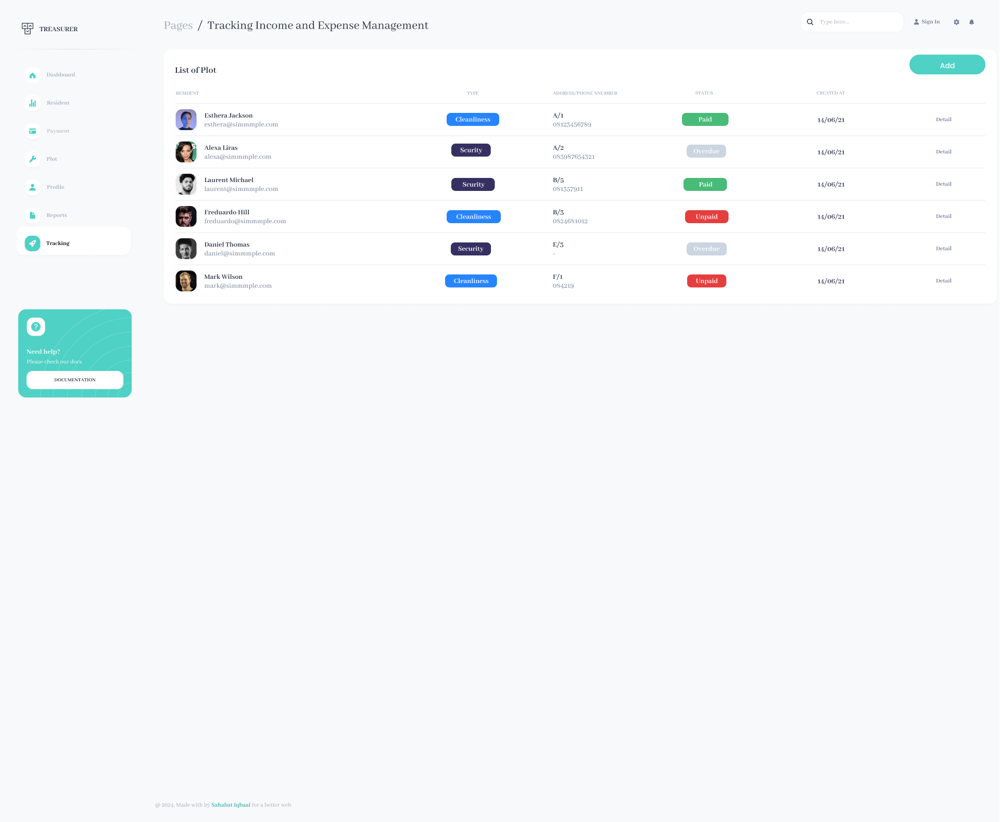 TREASURER
Pages / Tracking Income and Expense Management
Type here...
Sign In
Dashboard
Resident
Payment
Plot
Profile
Reports
Tracking
?
Need help?
Please check our docs
DOCUMENTATION
List of Plot
Add
RESIDENT TYPE ADDRESS/PHONE NNUMBER STATUS CREATED AT
Esthera Jackson
esthera@simmmple.com
Cleanliness
A/1
08123456789
Paid
14/06/21
Detail
Alexa Liras
alexa@simmmple.com
Scurity
A/2
085987654321
Overdue
14/06/21
Detail
Laurent Michael
laurent@simmmple.com
Scurity
B/5
081357911
Paid
14/06/21
Detail
Freduardo Hill
freduardo@simmmple.com
Cleanliness
B/3
0824681012
Unpaid
14/06/21
Detail
Daniel Thomas
daniel@simmmple.com
Security
E/3
-
Overdue
14/06/21
Detail
Mark Wilson
mark@simmmple.com
Cleanliness
F/1
084219
Unpaid
14/06/21
Detail
@ 2024, Made with by Sahabat Iqbaal for a better web